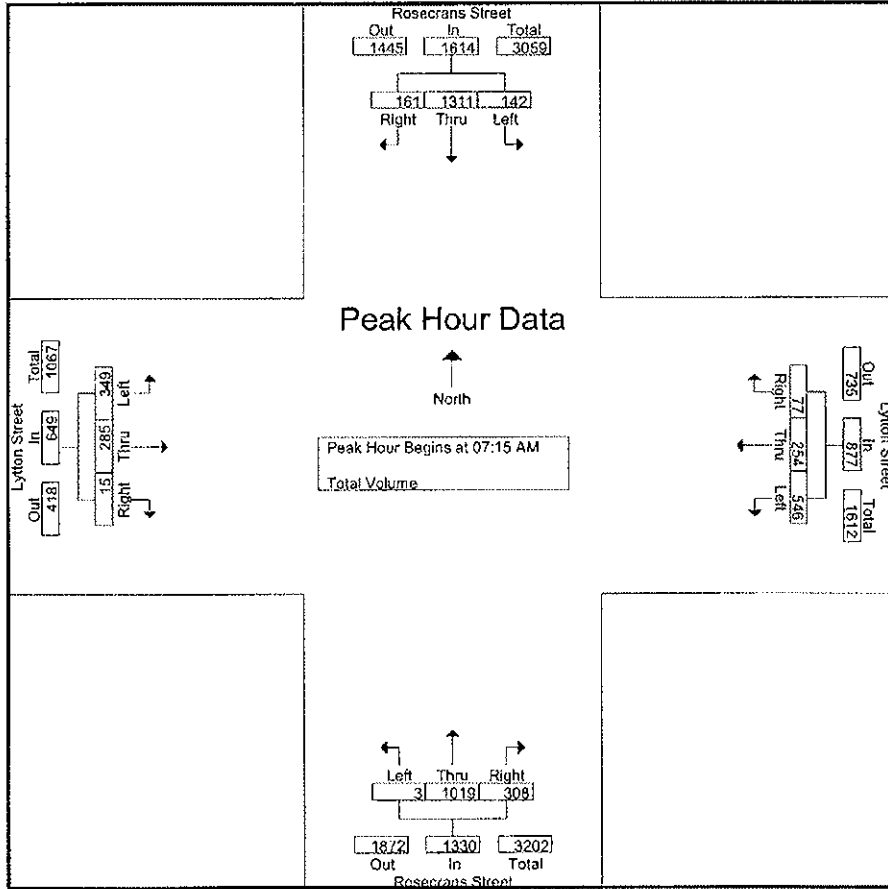 Rosecrans Street
Out In Total
1445 1614 3059
161 1311 142
Right Thru Left
Peak Hour Data
North
Peak Hour Begins at 07:15 AM
Total Volume
Lytton Street
Total In Out
1067 649 418
349 285 15
Left Thru Right
Lytton Street
Out In Total
735 877 1612
77 254 546
Right Thru Left
Left Thru Right
3 1019 308
1872 1330 3202
Out In Total
Rosecrans Street